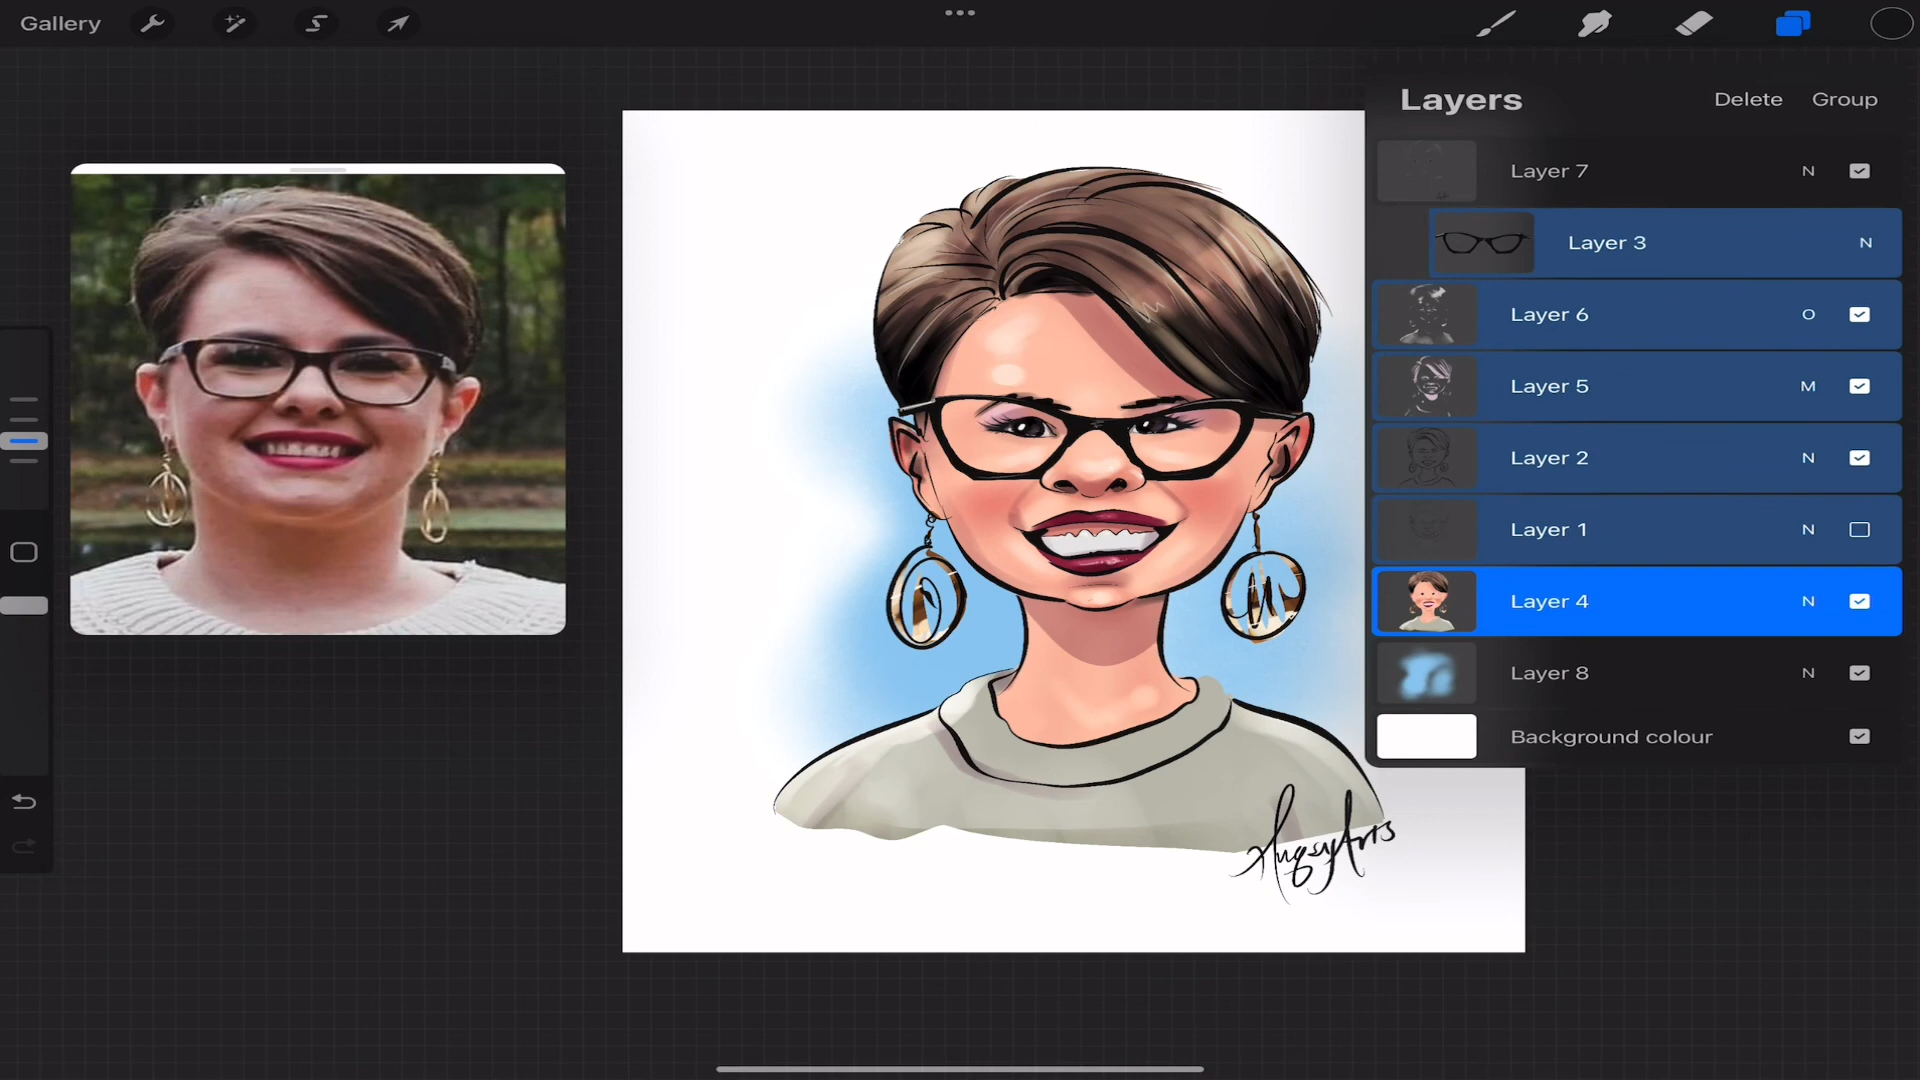 Gallery
Layers Delete Group
Layer 7 N
Layer 3 N
Layer 6 O
Layer 5 M
Layer 2 N
Layer 1 N
Layer 4 N
Layer 8 N
Background colour
HuqsyArts